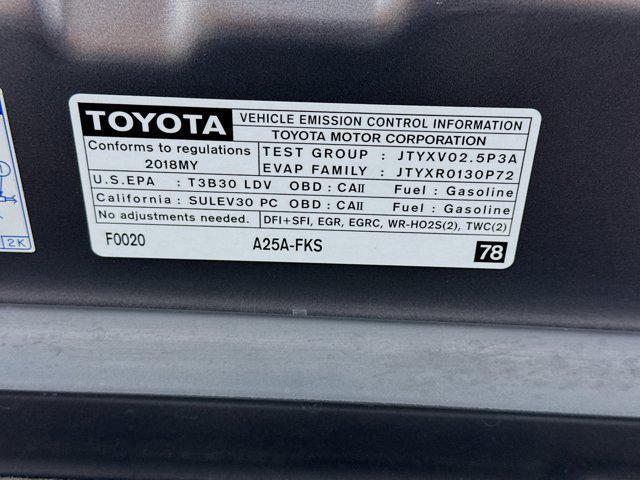 TOYOTA
VEHICLE EMISSION CONTROL INFORMATION
TOYOTA MOTOR CORPORATION
Conforms to regulations
2018MY
TEST GROUP : JTYXV02.5P3A
EVAP FAMILY : JTYXR0130P72
U.S.EPA : T3B30 LDV OBD : CAII Fuel : Gasoline
California : SULEV30 PC OBD : CAII Fuel : Gasoline
No adjustments needed. DFI+SFI, EGR, EGRC, WR-HO2S(2), TWC(2)
F0020 A25A-FKS 78
2K